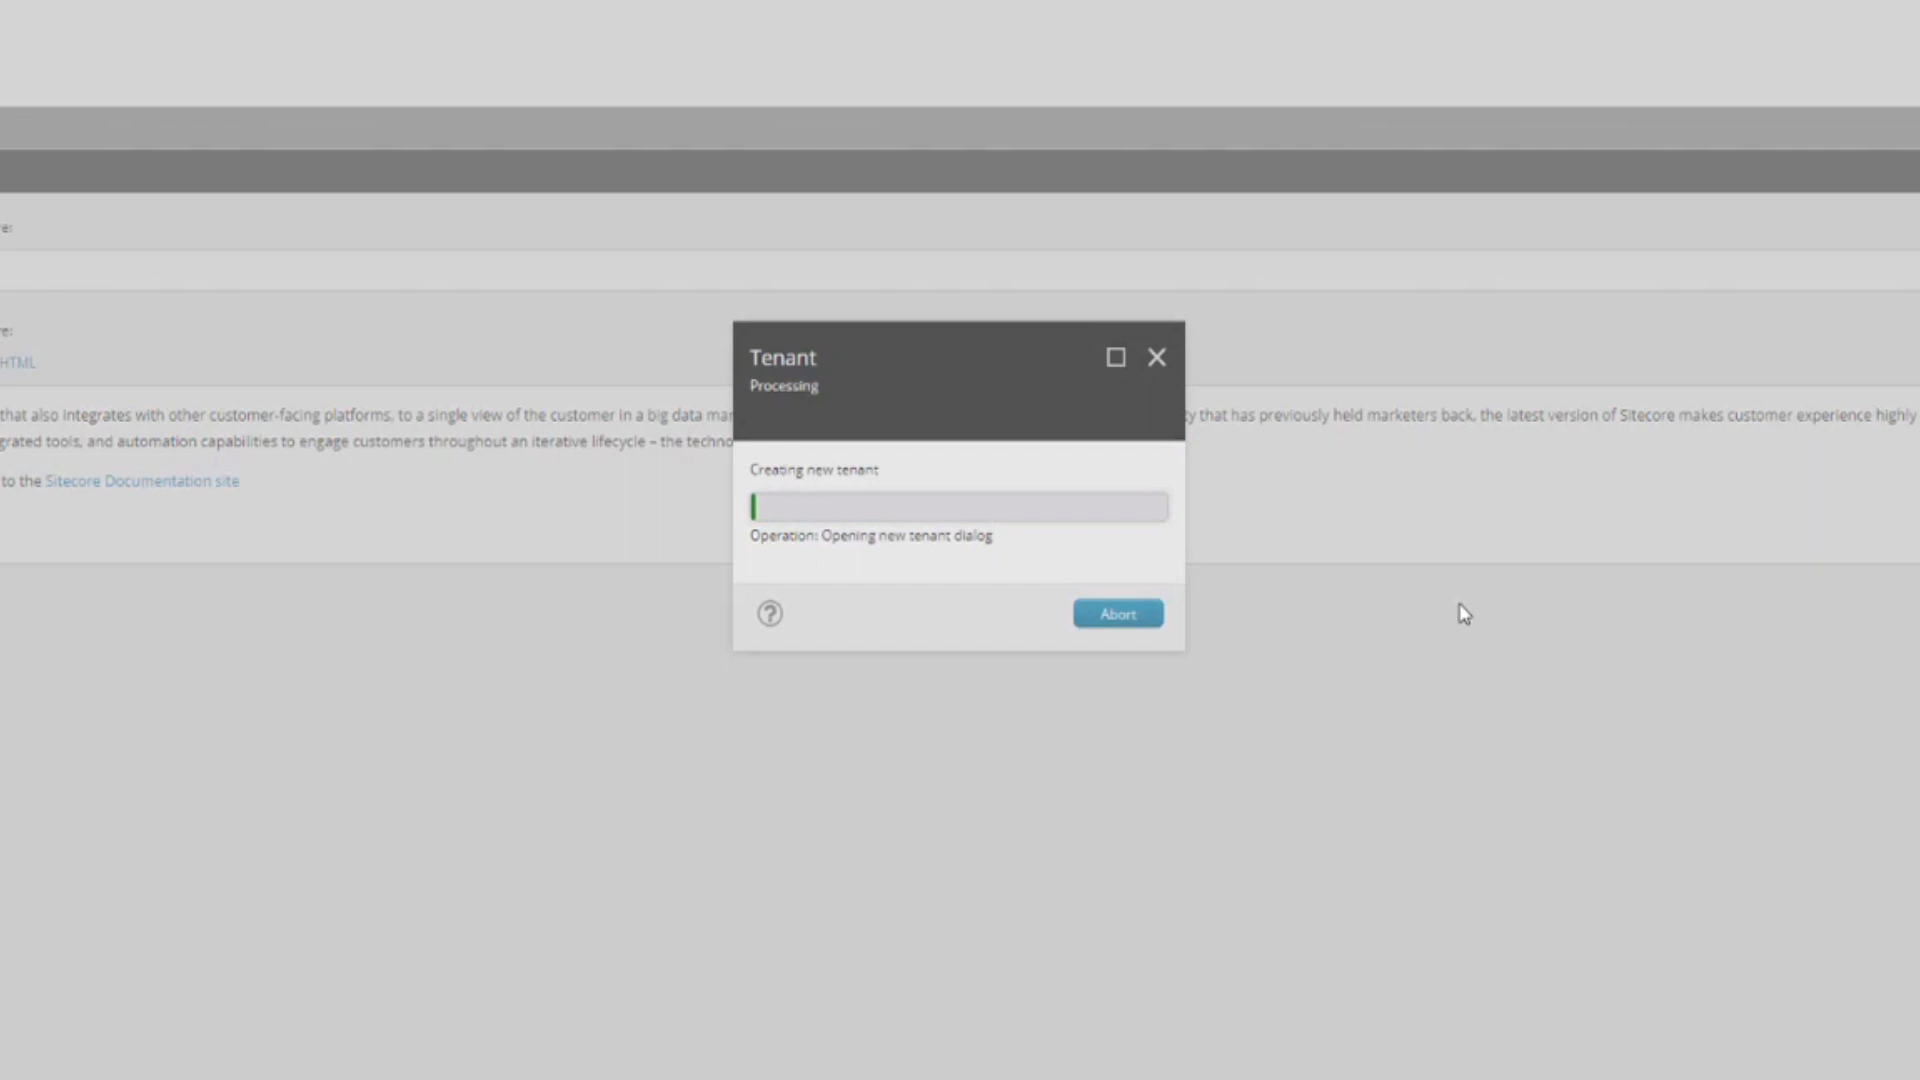 re:
re:
HTML
Tenant
Processing
that also integrates with other customer-facing platforms, to a single view of the customer in a big data mar
ty that has previously held marketers back, the latest version of Sitecore makes customer experience highly
grated tools, and automation capabilities to engage customers throughout an iterative lifecycle – the techno
to the Sitecore Documentation site
Creating new tenant
Operation: Opening new tenant dialog
?
Abort